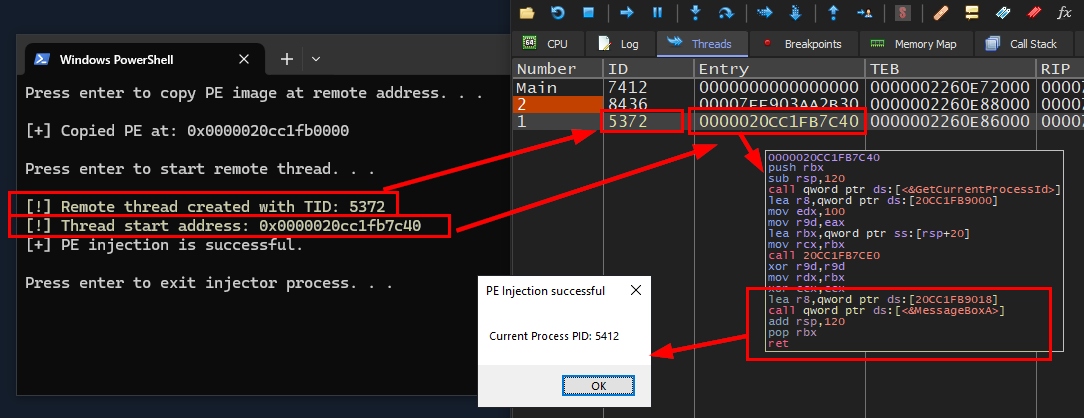 Windows PowerShell
Press enter to copy PE image at remote address. . .
[+] Copied PE at: 0x0000020cc1fb0000
Press enter to start remote thread. . .
[!] Remote thread created with TID: 5372
[!] Thread start address: 0x0000020cc1fb7c40
[+] PE injection is successful.
Press enter to exit injector process. . .
CPU Log Threads Breakpoints Memory Map Call Stack
Number ID Entry TEB RIP
Main 7412 0000000000000000 0000002260E72000 00007
2 8436 00007FF903AA2B30 0000002260E88000 00007
1 5372 0000020CC1FB7C40 0000002260E86000 00007
0000020CC1FB7C40
push rbx
sub rsp,120
call qword ptr ds:[<&GetCurrentProcessId>]
lea r8,qword ptr ds:[20CC1FB9000]
mov edx,100
mov r9d,eax
lea rbx,qword ptr ss:[rsp+20]
mov rcx,rbx
call 20CC1FB7CE0
xor r9d,r9d
mov rdx,rbx
xor ecx,ecx
lea r8,qword ptr ds:[20CC1FB9018]
call qword ptr ds:[<&MessageBoxA>]
add rsp,120
pop rbx
ret
PE Injection successful
Current Process PID: 5412
OK